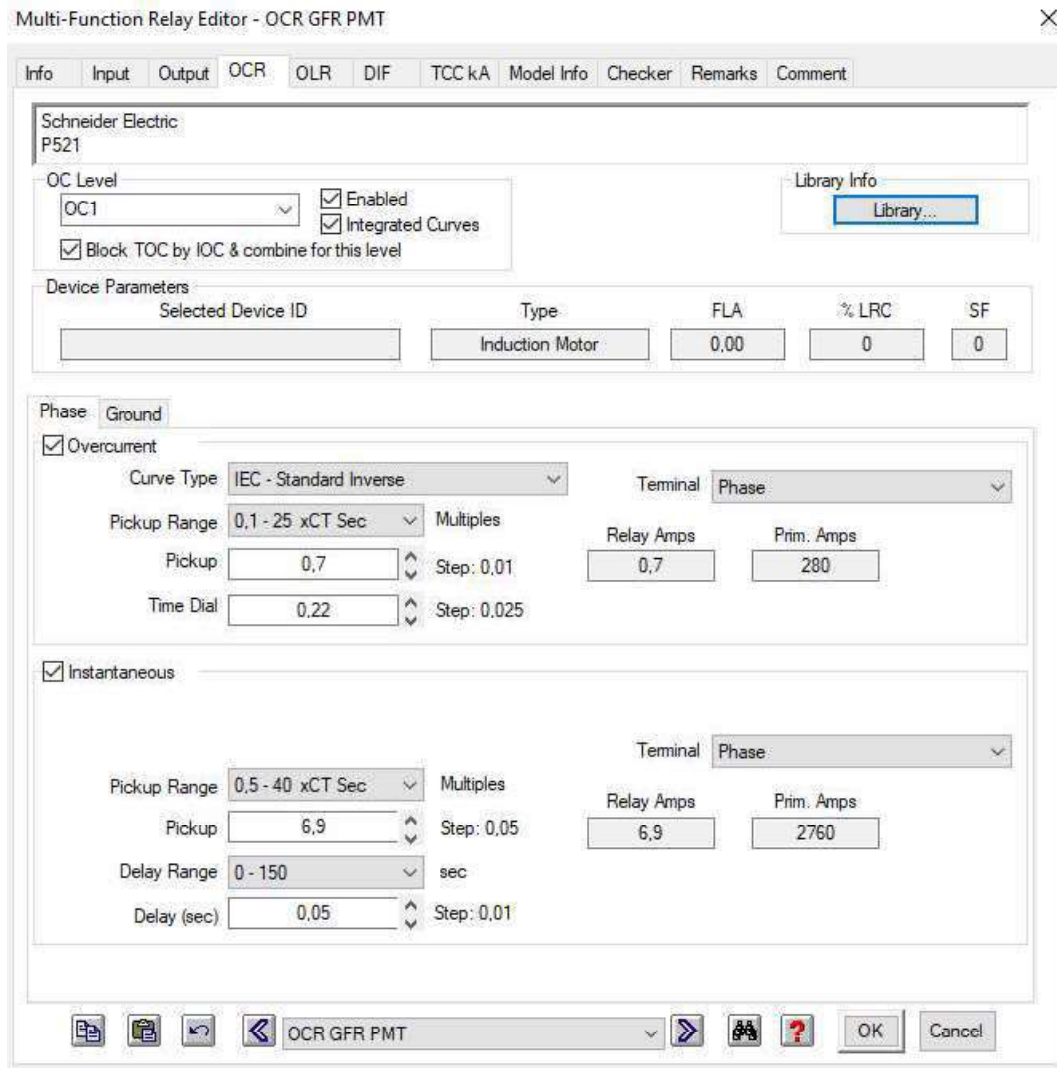 Multi-Function Relay Editor - OCR GFR PMT
Info Input Output OCR OLR DIF TCC kA Model Info Checker Remarks Comment
Schneider Electric
P521
OC Level
OC1
Enabled
Integrated Curves
Block TOC by IOC & combine for this level
Library Info
Library...
Device Parameters
Selected Device ID Type FLA % LRC SF
Induction Motor 0,00 0 0
Phase Ground
Overcurrent
Curve Type IEC - Standard Inverse Terminal Phase
Pickup Range 0,1 - 25 xCT Sec Multiples Relay Amps Prim. Amps
Pickup 0,7 Step: 0,01 0,7 280
Time Dial 0,22 Step: 0,025
Instantaneous
Terminal Phase
Pickup Range 0,5 - 40 xCT Sec Multiples Relay Amps Prim. Amps
Pickup 6,9 Step: 0,05 6,9 2760
Delay Range 0 - 150 sec
Delay (sec) 0,05 Step: 0,01
OCR GFR PMT ? OK Cancel